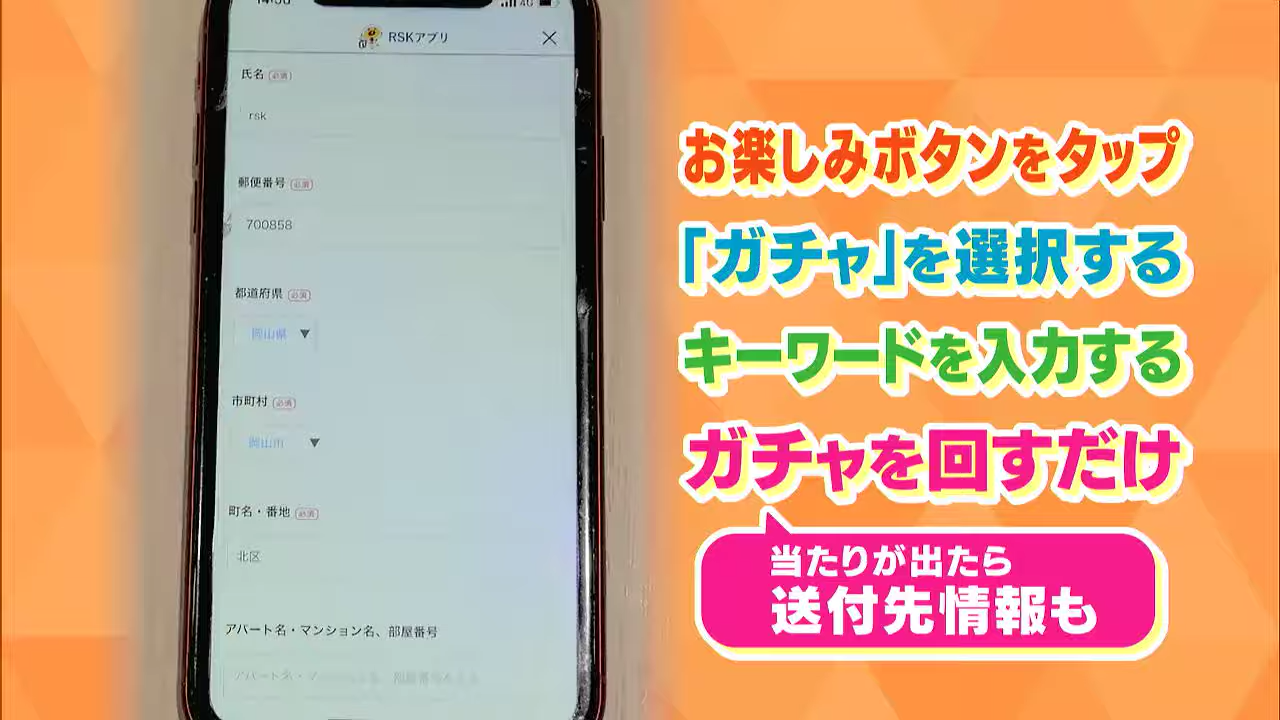 4G
RSKアプリ
氏名 必須
rsk
郵便番号 必須
700858
都道府県 必須
岡山県 ▼
市町村 必須
岡山市 ▼
町名・番地 必須
北区
アパート名・マンション名、部屋番号
お楽しみボタンをタップ
「ガチャ」を選択する
キーワードを入力する
ガチャを回すだけ
当たりが出たら
送付先情報も